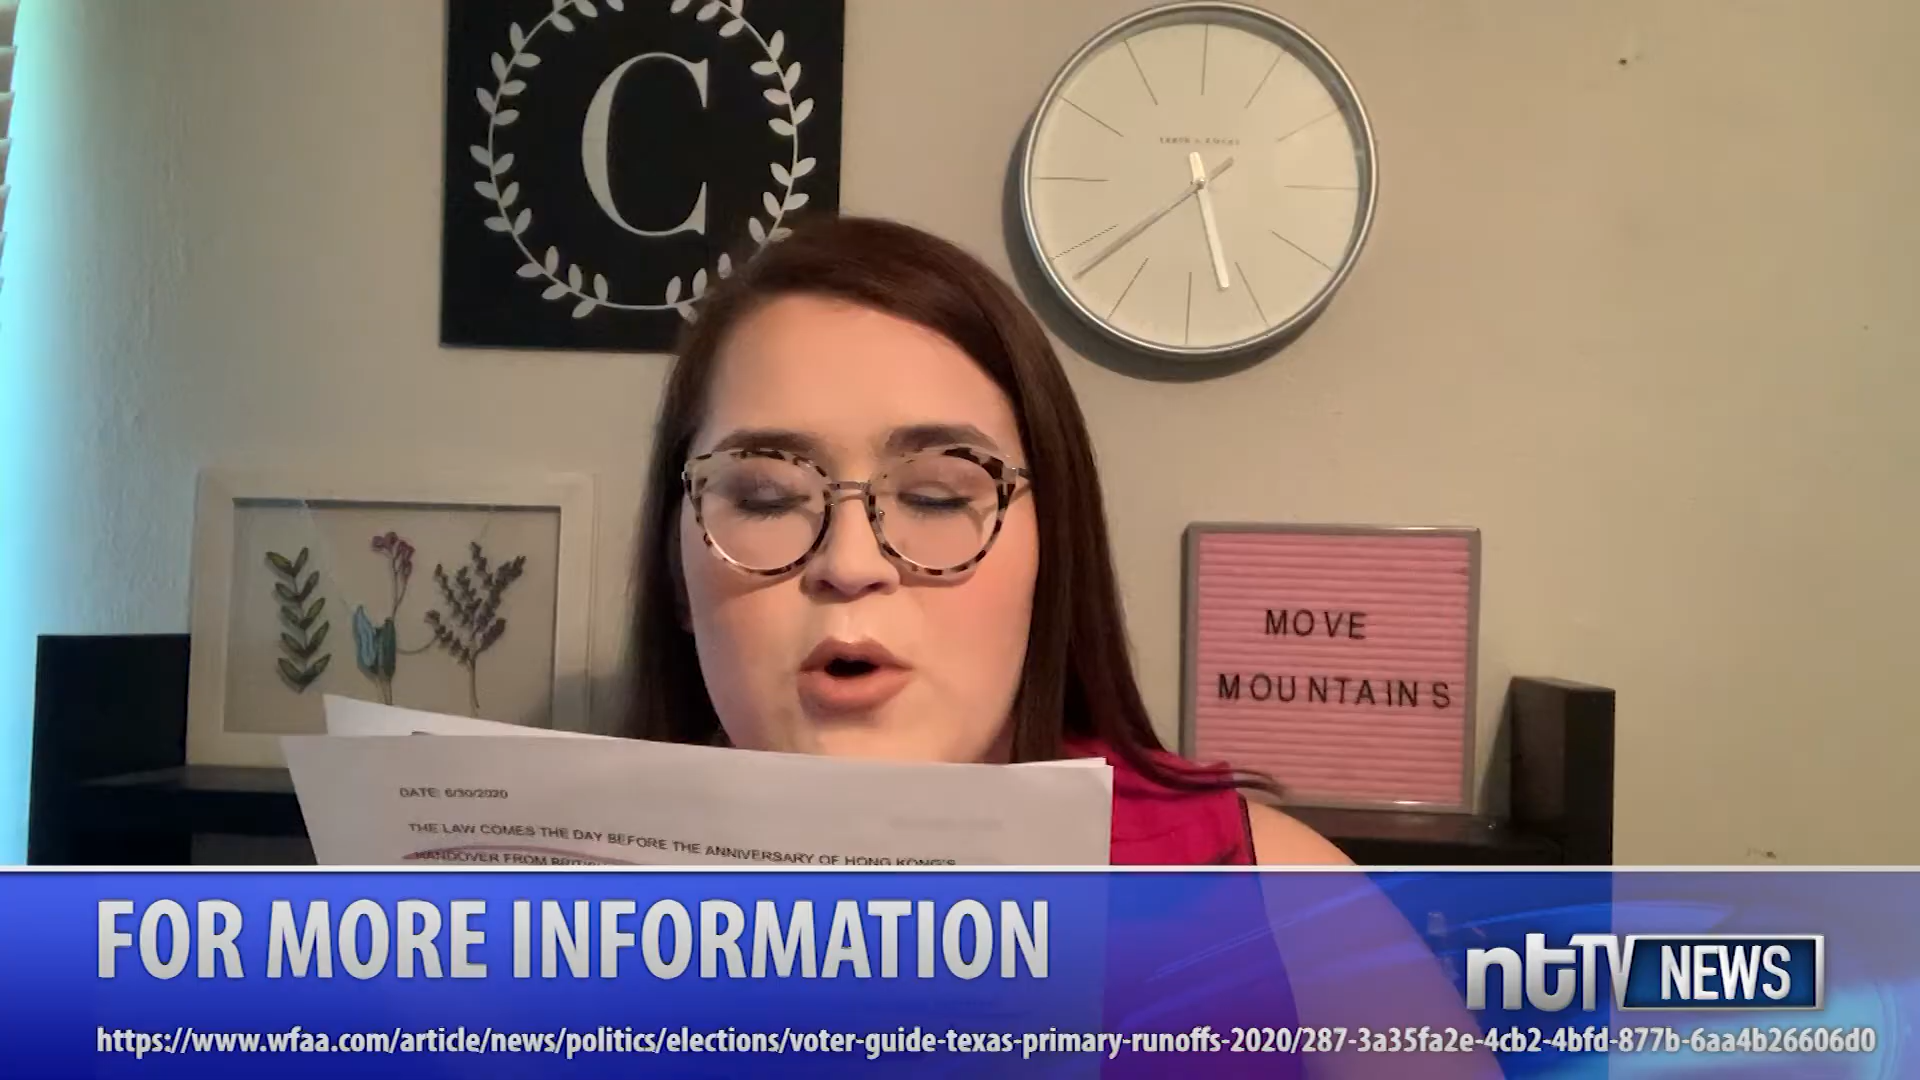 C
MOVE
MOUNTAINS
DATE: 6/30/2020
THE LAW COMES THE DAY BEFORE THE ANNIVERSARY OF HONG KONG'S
HANDOVER FROM
FOR MORE INFORMATION
ntTV NEWS
https://www.wfaa.com/article/news/politics/elections/voter-guide-texas-primary-runoffs-2020/287-3a35fa2e-4cb2-4bfd-877b-6aa4b26606d0